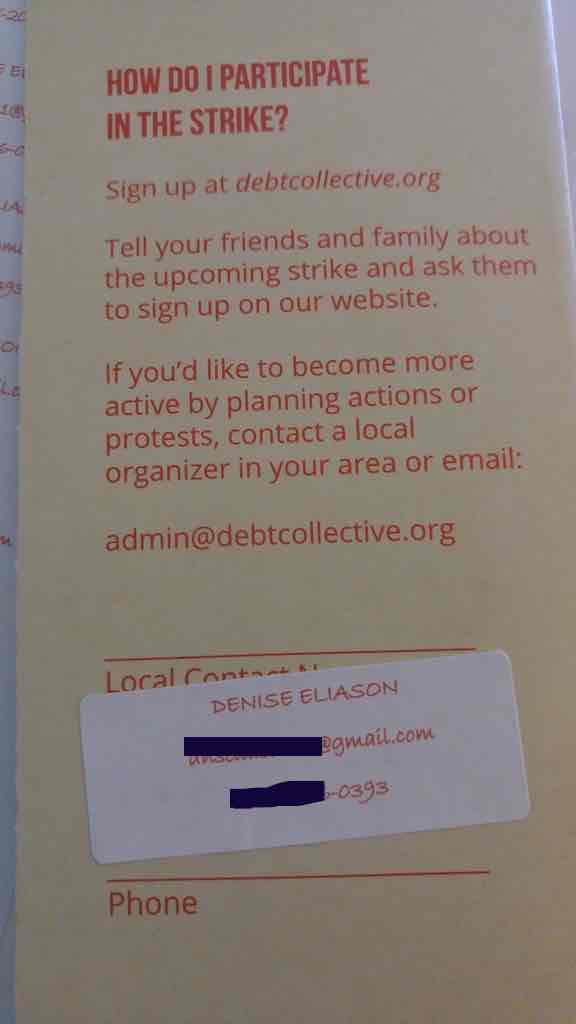 HOW DO I PARTICIPATE
IN THE STRIKE?
Sign up at debtcollective.org
Tell your friends and family about
the upcoming strike and ask them
to sign up on our website.
If you'd like to become more
active by planning actions or
protests, contact a local
organizer in your area or email:
admin@debtcollective.org
Local Contact
DENISE ELIASON
@gmail.com
-0393
Phone